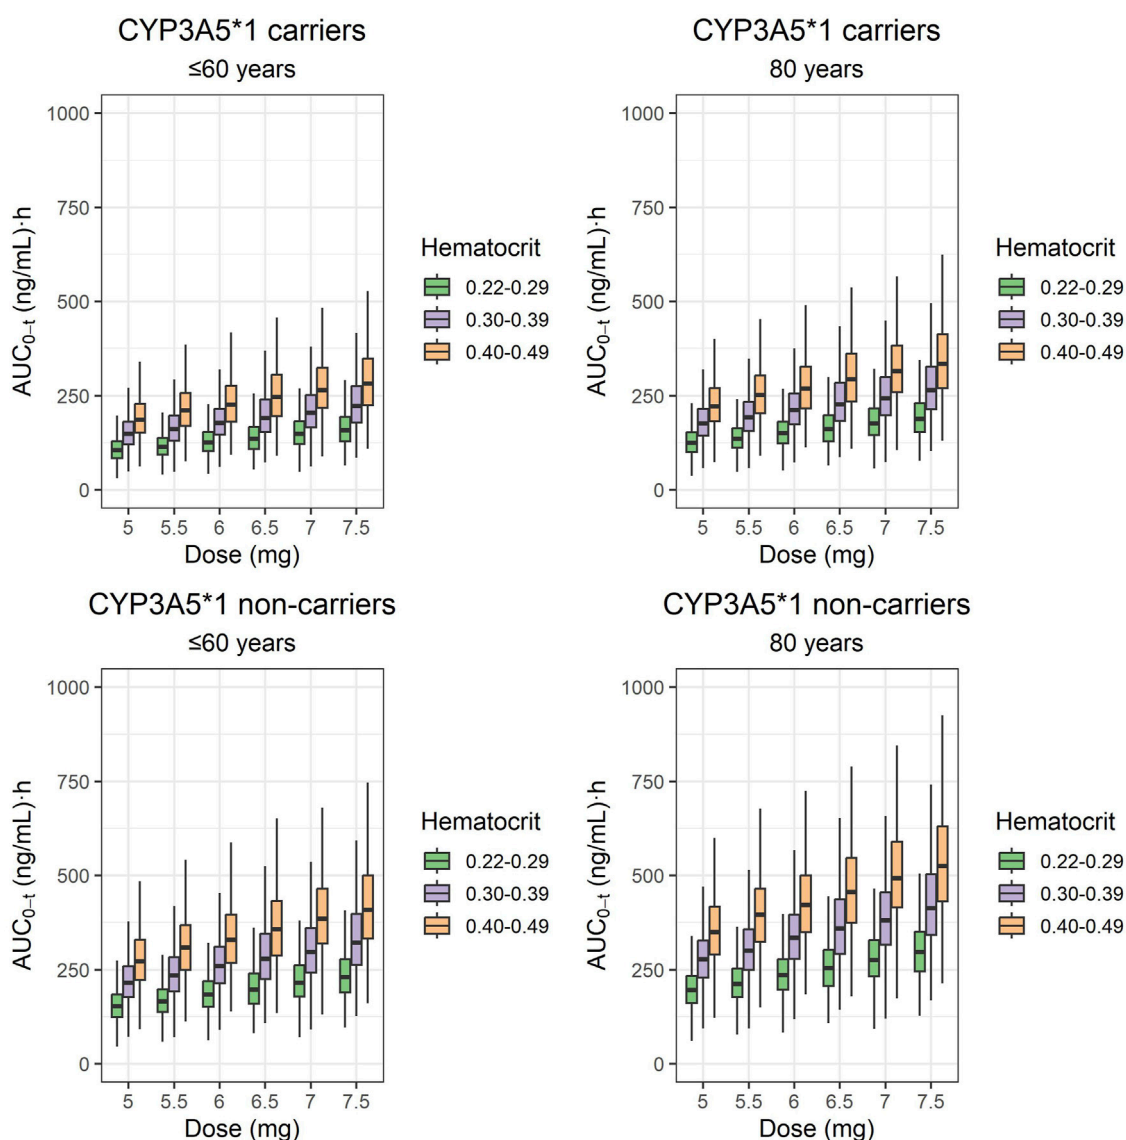 CYP3A5*1 carriers
≤60 years
1000
750
500
250
0
AUC0–t (ng/mL)·h
5 5.5 6 6.5 7 7.5
Dose (mg)
Hematocrit
0.22-0.29
0.30-0.39
0.40-0.49
CYP3A5*1 carriers
80 years
1000
750
500
250
0
AUC0–t (ng/mL)·h
5 5.5 6 6.5 7 7.5
Dose (mg)
Hematocrit
0.22-0.29
0.30-0.39
0.40-0.49
CYP3A5*1 non-carriers
≤60 years
1000
750
500
250
0
AUC0–t (ng/mL)·h
5 5.5 6 6.5 7 7.5
Dose (mg)
Hematocrit
0.22-0.29
0.30-0.39
0.40-0.49
CYP3A5*1 non-carriers
80 years
1000
750
500
250
0
AUC0–t (ng/mL)·h
5 5.5 6 6.5 7 7.5
Dose (mg)
Hematocrit
0.22-0.29
0.30-0.39
0.40-0.49